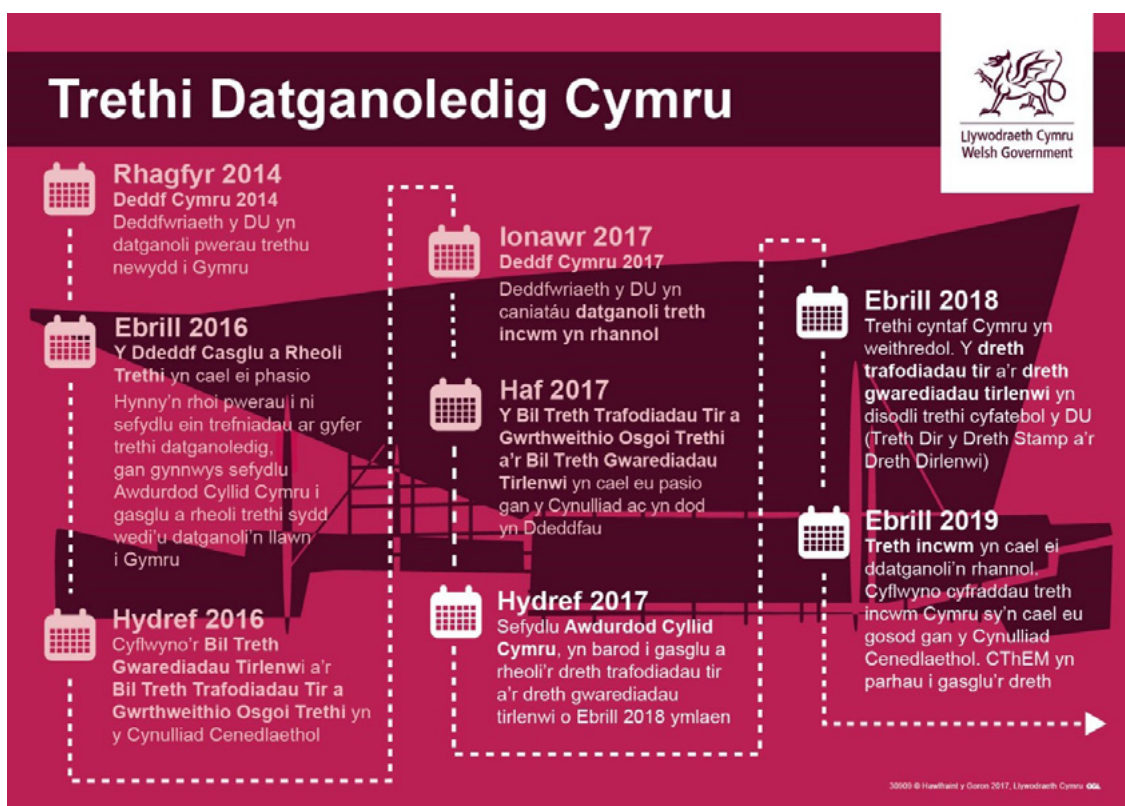 Trethi Datganoledig Cymru
Llywodraeth Cymru
Welsh Government
Rhagfyr 2014
Deddf Cymru 2014
Deddfwriaeth y DU yn
datganoli pwerau trethu
newydd i Gymru
Ebrill 2016
Y Ddeddf Casglu a Rheoli
Trethi yn cael ei phasio
Hynny'n rhoi pwerau i ni
sefydlu ein trefniadau ar gyfer
trethi datganoledig,
gan gynnwys sefydlu
Awdurdod Cyllid Cymru i
gasglu a rheoli trethi sydd
wedi'u datganoli'n llawn
i Gymru
Hydref 2016
Cyflwyno'r Bil Treth
Gwarediadau Tirlenwi a'r
Bil Treth Trafodiadau Tir a
Gwrthweithio Osgoi Trethi yn
y Cynulliad Cenedlaethol
Ionawr 2017
Deddf Cymru 2017
Deddfwriaeth y DU yn
caniatáu datganoli treth
incwm yn rhannol
Haf 2017
Y Bil Treth Trafodiadau Tir a
Gwrthweithio Osgoi Trethi
a'r Bil Treth Gwarediadau
Tirlenwi yn cael eu pasio
gan y Cynulliad ac yn dod
yn Ddeddfau
Hydref 2017
Sefydlu Awdurdod Cyllid
Cymru, yn barod i gasglu a
rheoli'r dreth trafodiadau tir
a'r dreth gwarediadau
tirlenwi o Ebrill 2018 ymlaen
Ebrill 2018
Trethi cyntaf Cymru yn
weithredol. Y dreth
trafodiadau tir a'r dreth
gwarediadau tirlenwi yn
disodli trethi cyfatebol y DU
(Treth Dir y Dreth Stamp a'r
Dreth Dirlenwi)
Ebrill 2019
Treth incwm yn cael ei
ddatganoli'n rhannol.
Cyflwyno cyfraddau treth
incwm Cymru sy'n cael eu
gosod gan y Cynulliad
Cenedlaethol. CThEM yn
parhau i gasglu'r dreth
30909 © Hawlfraint y Goron 2017, Llywodraeth Cymru OGL